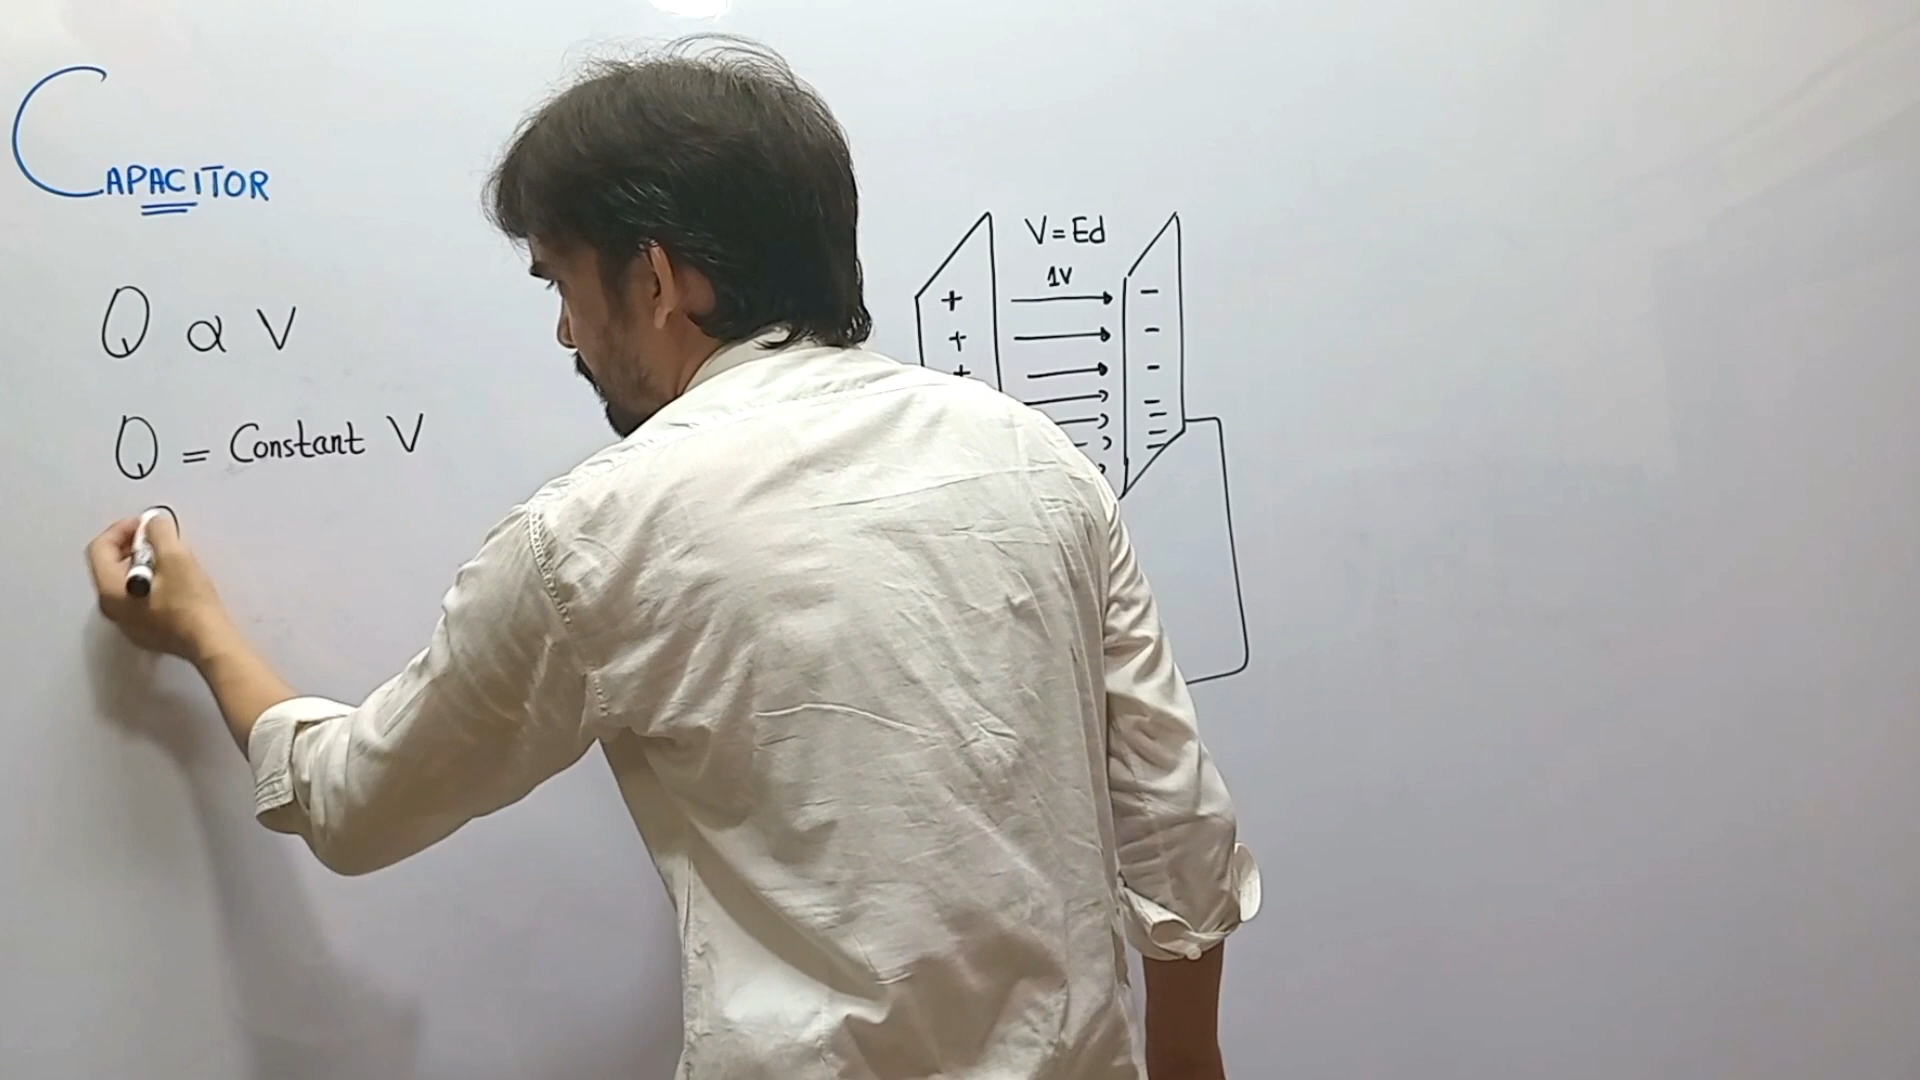 CAPACITOR
Q α V
Q = Constant V
V = Ed
1V
+ -
+ -
+ -
-
-
-
-